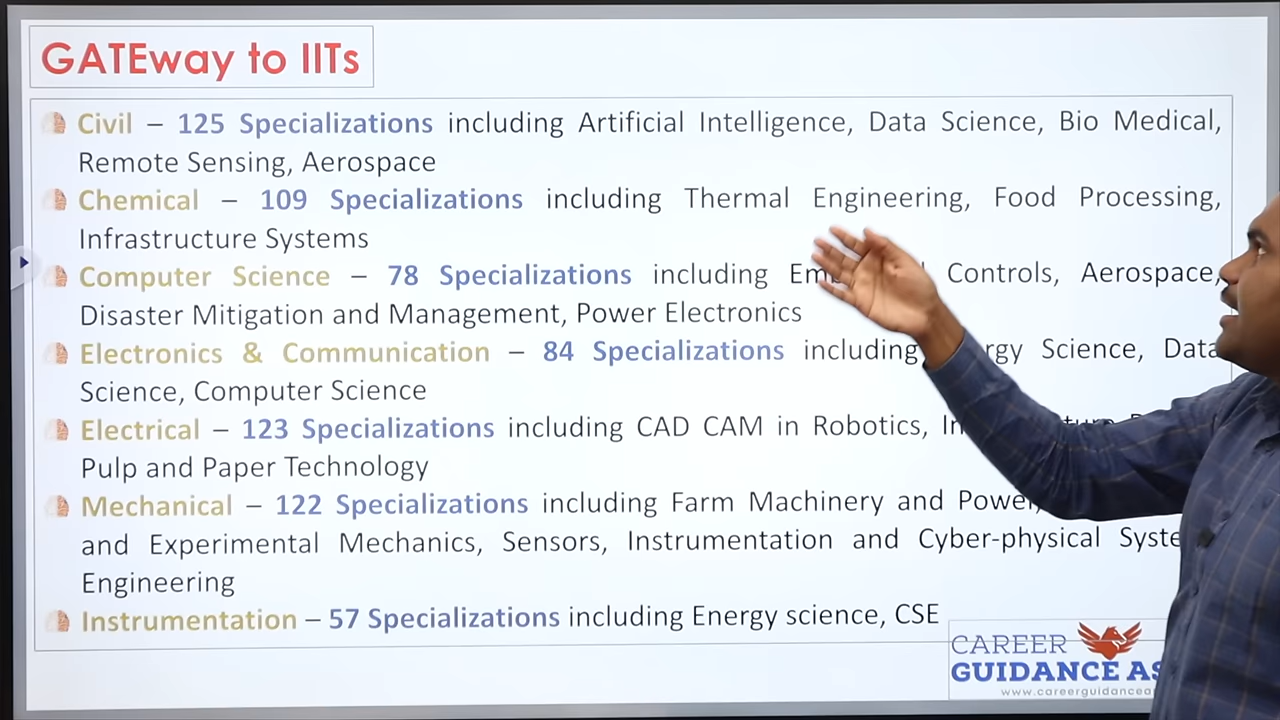 GATEway to IITs
Civil – 125 Specializations including Artificial Intelligence, Data Science, Bio Medical,
Remote Sensing, Aerospace
Chemical – 109 Specializations including Thermal Engineering, Food Processing,
Infrastructure Systems
Computer Science – 78 Specializations including Controls, Aerospace,
Disaster Mitigation and Management, Power Electronics
Electronics & Communication – 84 Specializations including Science, Data
Science, Computer Science
Electrical – 123 Specializations including CAD CAM in Robotics,
Pulp and Paper Technology
Mechanical – 122 Specializations including Farm Machinery and Power,
and Experimental Mechanics, Sensors, Instrumentation and Cyber-physical
Engineering
Instrumentation – 57 Specializations including Energy science, CSE
CAREER
GUIDANCE